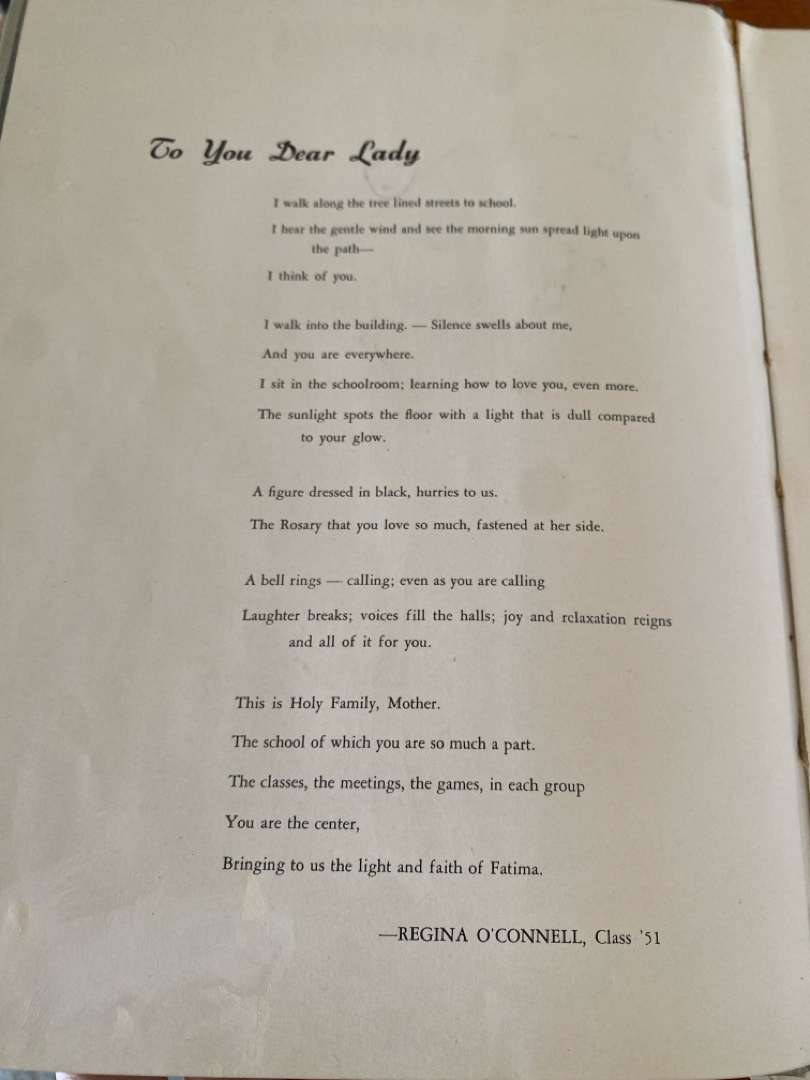 To You Dear Lady
I walk along the tree lined streets to school.
I hear the gentle wind and see the morning sun spread light upon
the path—
I think of you.
I walk into the building. — Silence swells about me,
And you are everywhere.
I sit in the schoolroom; learning how to love you, even more.
The sunlight spots the floor with a light that is dull compared
to your glow.
A figure dressed in black, hurries to us.
The Rosary that you love so much, fastened at her side.
A bell rings — calling; even as you are calling
Laughter breaks; voices fill the halls; joy and relaxation reigns
and all of it for you.
This is Holy Family, Mother.
The school of which you are so much a part.
The classes, the meetings, the games, in each group
You are the center,
Bringing to us the light and faith of Fatima.
—REGINA O'CONNELL, Class '51